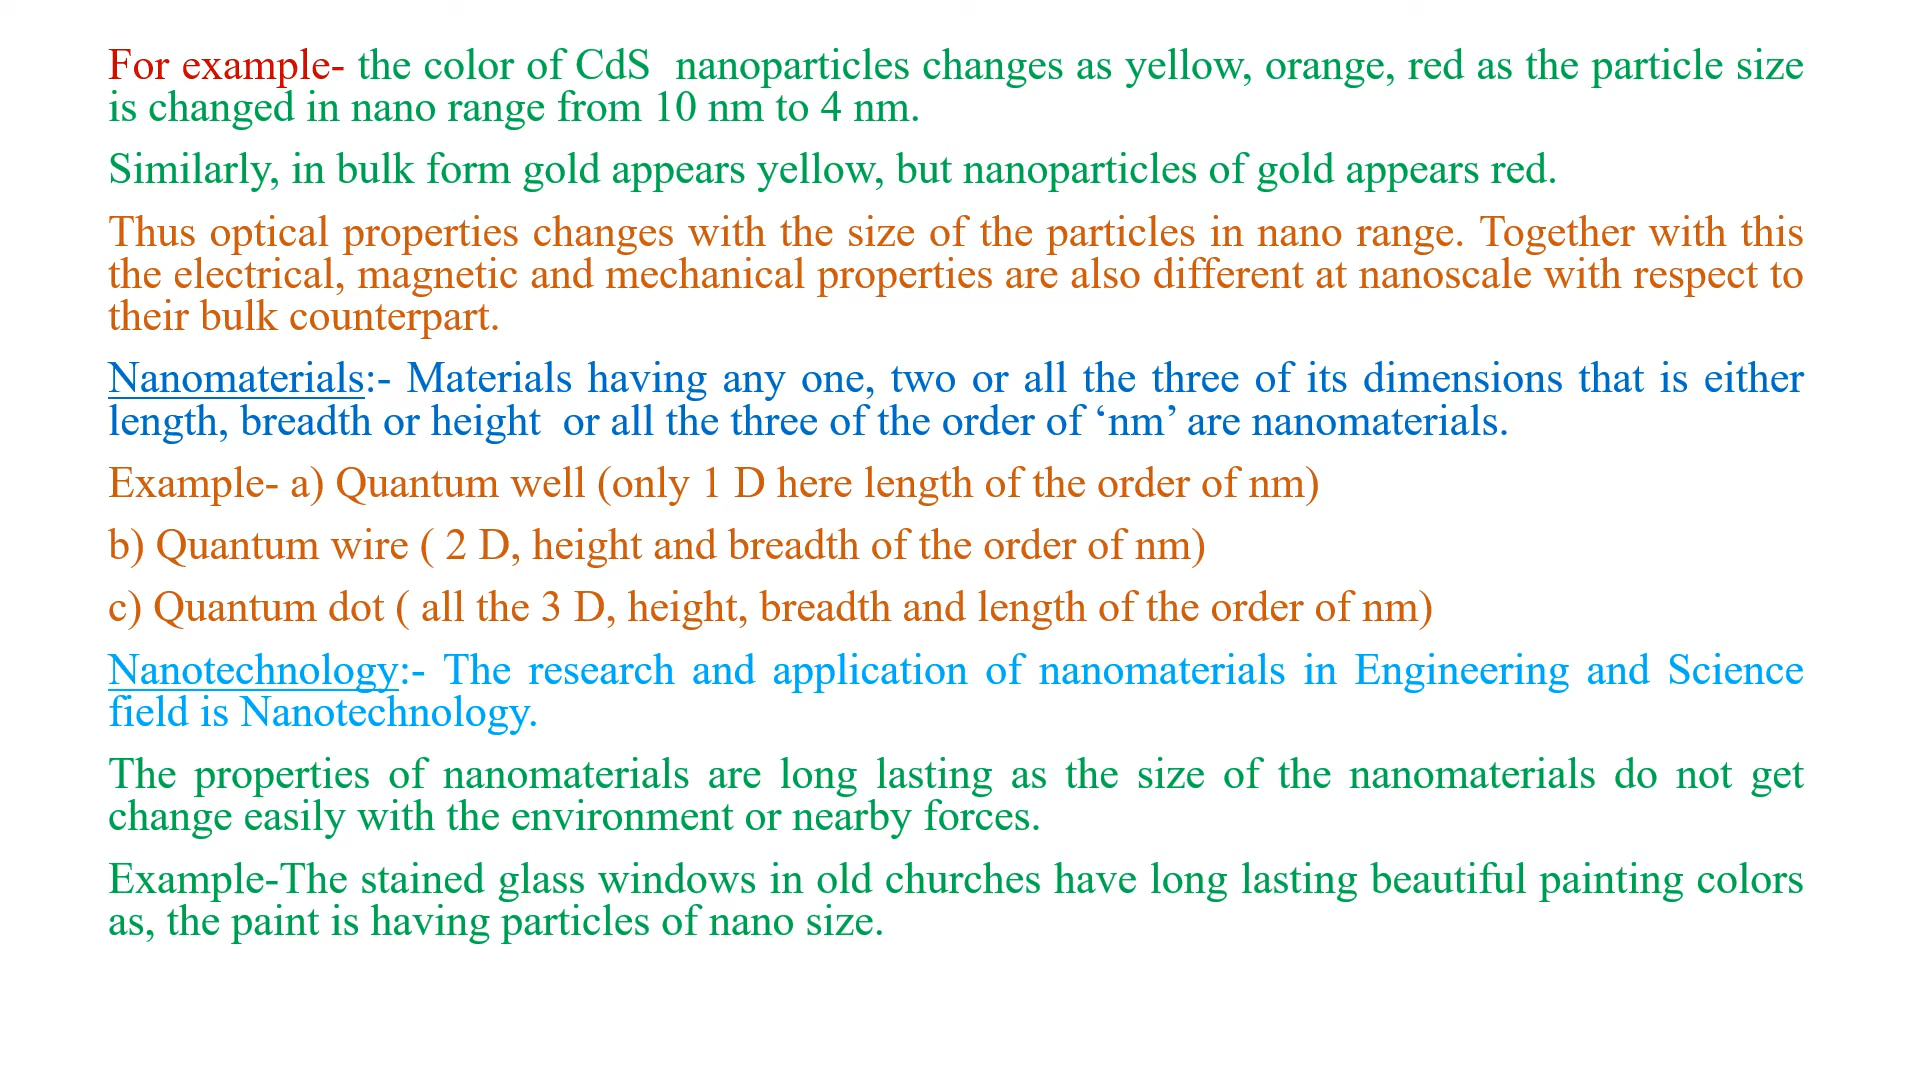 For example- the color of CdS  nanoparticles changes as yellow, orange, red as the particle size
is changed in nano range from 10 nm to 4 nm.
Similarly, in bulk form gold appears yellow, but nanoparticles of gold appears red.
Thus optical properties changes with the size of the particles in nano range. Together with this
the electrical, magnetic and mechanical properties are also different at nanoscale with respect to
their bulk counterpart.
Nanomaterials:- Materials having any one, two or all the three of its dimensions that is either
length, breadth or height  or all the three of the order of ‘nm’ are nanomaterials.
Example- a) Quantum well (only 1 D here length of the order of nm)
b) Quantum wire ( 2 D, height and breadth of the order of nm)
c) Quantum dot ( all the 3 D, height, breadth and length of the order of nm)
Nanotechnology:- The research and application of nanomaterials in Engineering and Science
field is Nanotechnology.
The properties of nanomaterials are long lasting as the size of the nanomaterials do not get
change easily with the environment or nearby forces.
Example-The stained glass windows in old churches have long lasting beautiful painting colors
as, the paint is having particles of nano size.